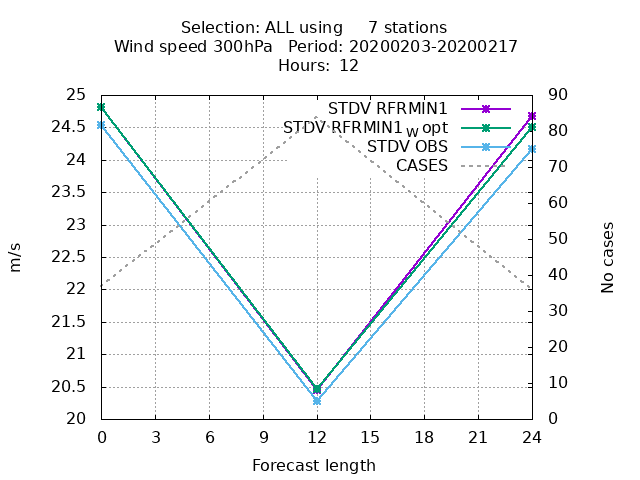 Selection: ALL using     7 stations
Wind speed 300hPa   Period: 20200203-20200217
Hours:  12
STDV RFRMIN1
STDV RFRMIN1_W opt
STDV OBS
CASES
25
24.5
24
23.5
23
22.5
22
21.5
21
20.5
20
m/s
90
80
70
60
50
40
30
20
10
0
No cases
0 3 6 9 12 15 18 21 24
Forecast length